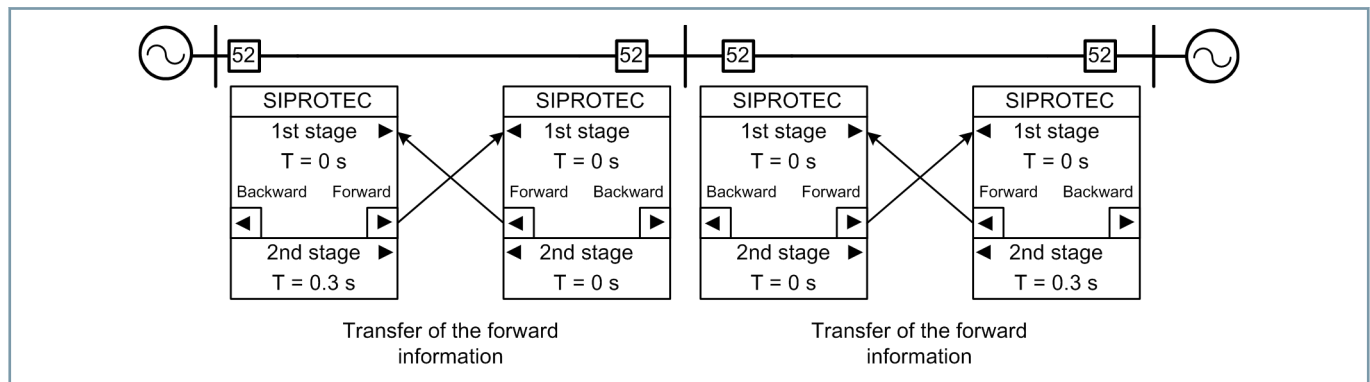 52
52
52
52
SIPROTEC
1st stage
T = 0 s
Backward Forward
2nd stage
T = 0.3 s
SIPROTEC
1st stage
T = 0 s
Forward Backward
2nd stage
T = 0 s
SIPROTEC
1st stage
T = 0 s
Backward Forward
2nd stage
T = 0 s
SIPROTEC
1st stage
T = 0 s
Forward Backward
2nd stage
T = 0.3 s
Transfer of the forward
information
Transfer of the forward
information